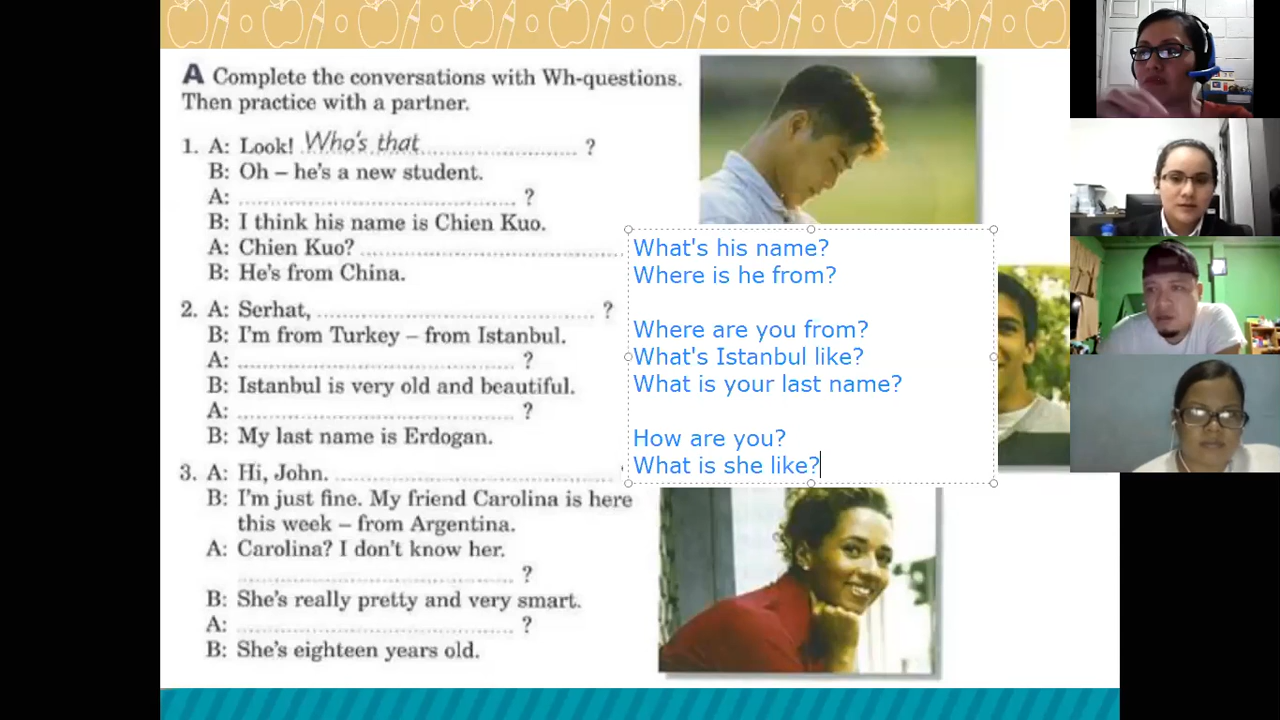 A Complete the conversations with Wh-questions.
Then practice with a partner.
1. A: Look! Who's that ?
B: Oh – he's a new student.
A: ?
B: I think his name is Chien Kuo.
A: Chien Kuo?
B: He's from China.
2. A: Serhat, ?
B: I'm from Turkey – from Istanbul.
A: ?
B: Istanbul is very old and beautiful.
A: ?
B: My last name is Erdogan.
3. A: Hi, John.
B: I'm just fine. My friend Carolina is here
this week – from Argentina.
A: Carolina? I don't know her.
?
B: She's really pretty and very smart.
A: ?
B: She's eighteen years old.
What's his name?
Where is he from?
Where are you from?
What's Istanbul like?
What is your last name?
How are you?
What is she like?